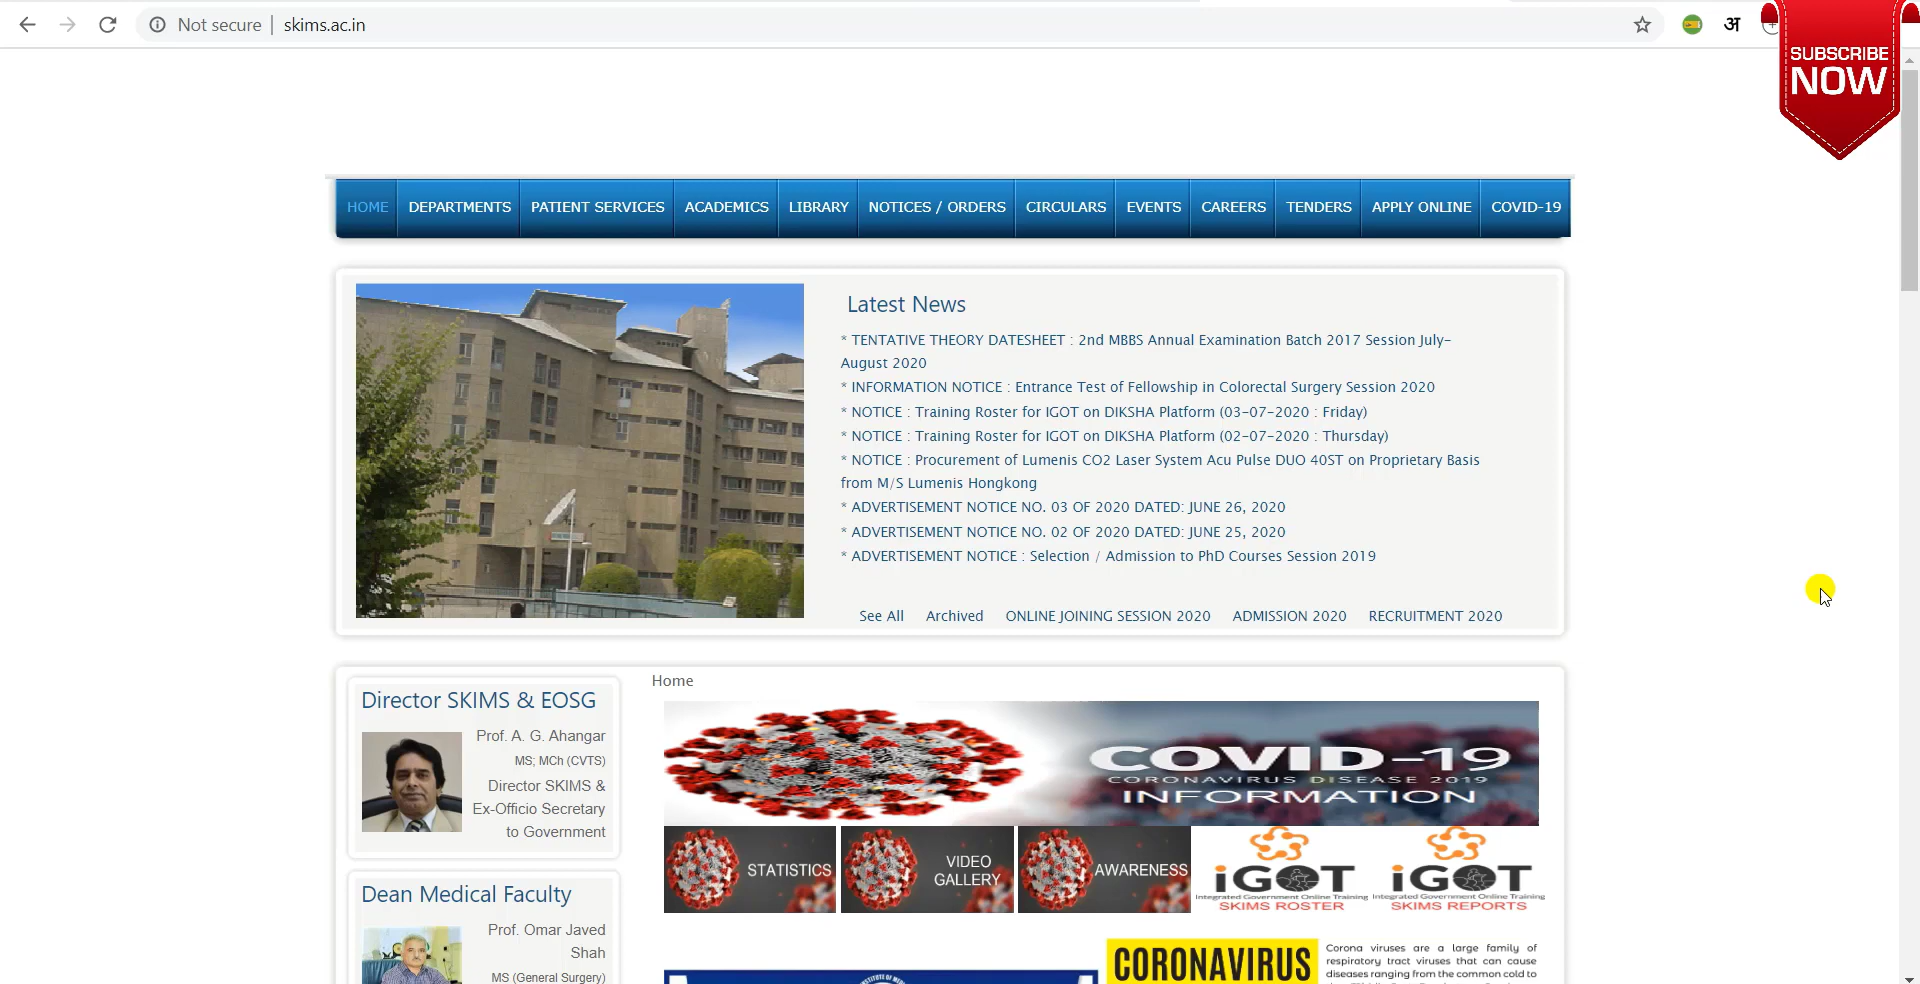 Not secure | skims.ac.in
अ
SUBSCRIBE
NOW
HOME DEPARTMENTS PATIENT SERVICES ACADEMICS LIBRARY NOTICES / ORDERS CIRCULARS EVENTS CAREERS TENDERS APPLY ONLINE COVID-19
Latest News
* TENTATIVE THEORY DATESHEET : 2nd MBBS Annual Examination Batch 2017 Session July-
August 2020
* INFORMATION NOTICE : Entrance Test of Fellowship in Colorectal Surgery Session 2020
* NOTICE : Training Roster for IGOT on DIKSHA Platform (03-07-2020 : Friday)
* NOTICE : Training Roster for IGOT on DIKSHA Platform (02-07-2020 : Thursday)
* NOTICE : Procurement of Lumenis CO2 Laser System Acu Pulse DUO 40ST on Proprietary Basis
from M/S Lumenis Hongkong
* ADVERTISEMENT NOTICE NO. 03 OF 2020 DATED: JUNE 26, 2020
* ADVERTISEMENT NOTICE NO. 02 OF 2020 DATED: JUNE 25, 2020
* ADVERTISEMENT NOTICE : Selection / Admission to PhD Courses Session 2019
See All Archived ONLINE JOINING SESSION 2020 ADMISSION 2020 RECRUITMENT 2020
Director SKIMS & EOSG
Prof. A. G. Ahangar
MS; MCh (CVTS)
Director SKIMS &
Ex-Officio Secretary
to Government
Dean Medical Faculty
Prof. Omar Javed
Shah
MS (General Surgery)
Home
COVID-19
CORONAVIRUS DISEASE 2019
INFORMATION
STATISTICS
VIDEO
GALLERY
AWARENESS
iGOT
Integrated Government Online Training
SKIMS ROSTER
iGOT
Integrated Government Online Training
SKIMS REPORTS
CORONAVIRUS
Corona viruses are a large family of
respiratory tract viruses that can cause
diseases ranging from the common cold to